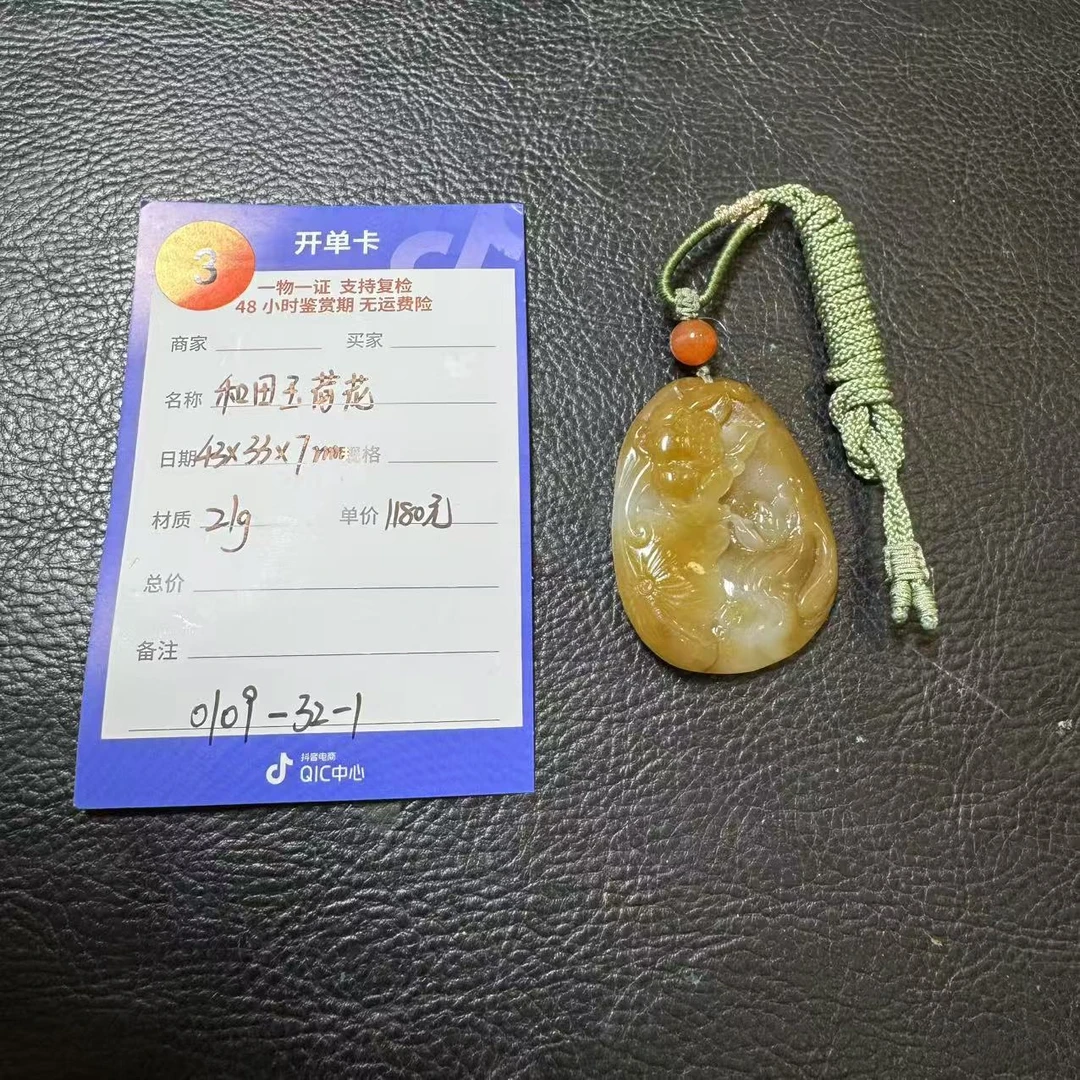 3
开单卡
一物一证 支持复检
48 小时鉴赏期 无运费险
商家 买家
名称 和田玉荷花
日期 43×33×7mm 规格
材质 21g 单价 1180元
总价
备注
0109-32-1
抖音电商
QIC中心